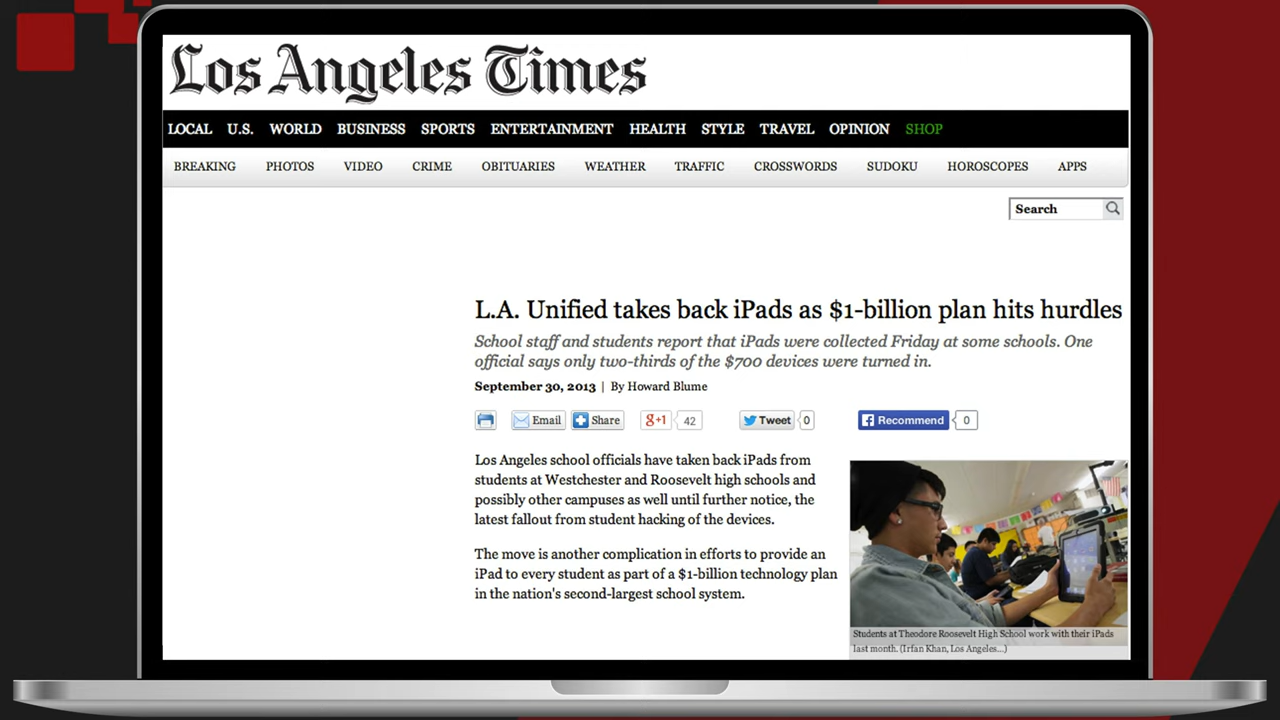 Los Angeles Times
LOCAL U.S. WORLD BUSINESS SPORTS ENTERTAINMENT HEALTH STYLE TRAVEL OPINION SHOP
BREAKING PHOTOS VIDEO CRIME OBITUARIES WEATHER TRAFFIC CROSSWORDS SUDOKU HOROSCOPES APPS
Search
L.A. Unified takes back iPads as $1-billion plan hits hurdles
School staff and students report that iPads were collected Friday at some schools. One
official says only two-thirds of the $700 devices were turned in.
September 30, 2013 | By Howard Blume
Email Share g+1 42 Tweet 0 Recommend 0
Los Angeles school officials have taken back iPads from
students at Westchester and Roosevelt high schools and
possibly other campuses as well until further notice, the
latest fallout from student hacking of the devices.
The move is another complication in efforts to provide an
iPad to every student as part of a $1-billion technology plan
in the nation's second-largest school system.
Students at Theodore Roosevelt High School work with their iPads
last month. (Irfan Khan, Los Angeles...)